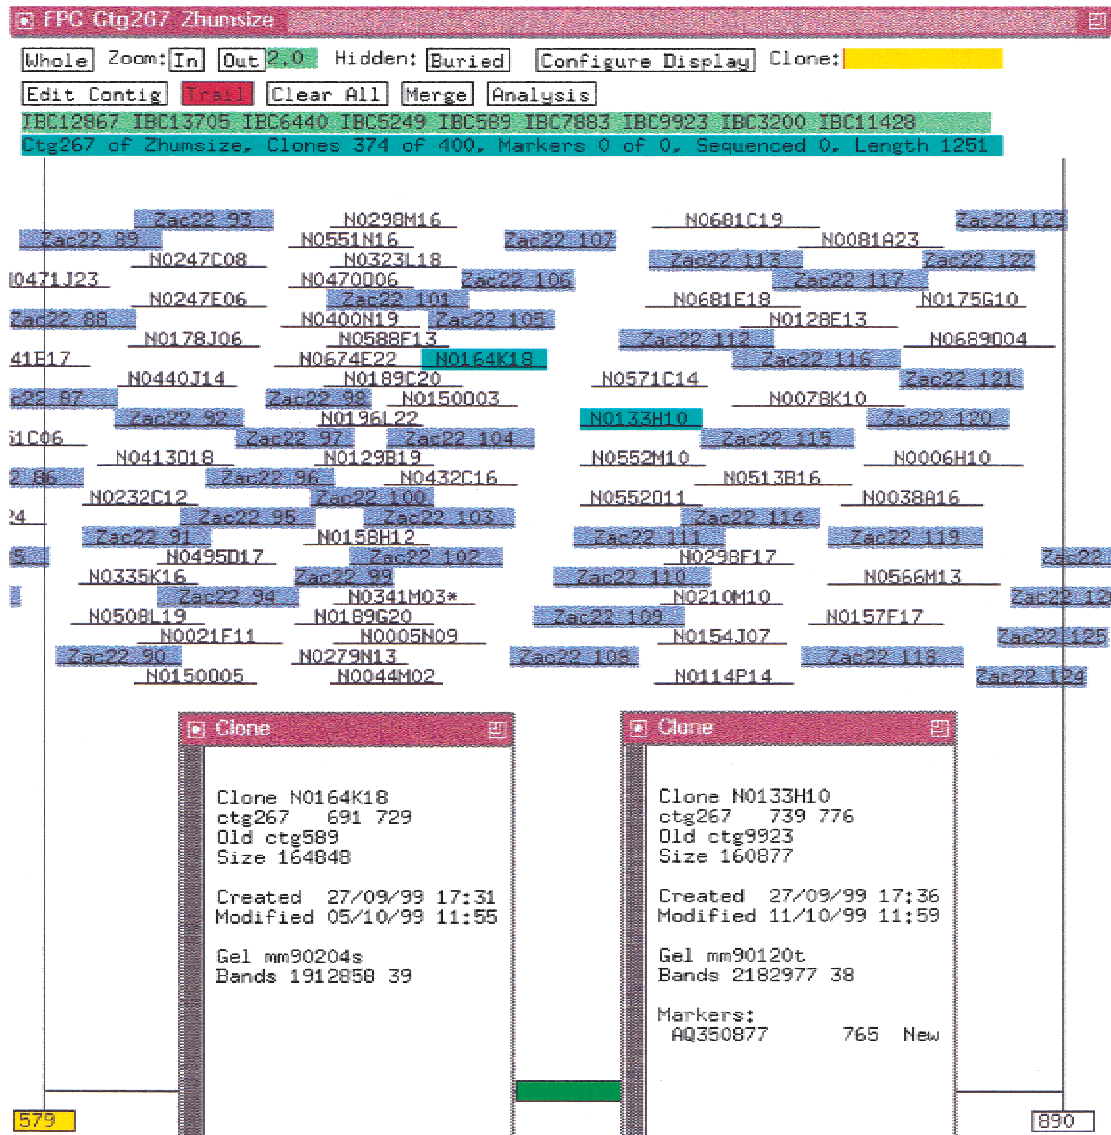 FPC Ctg267 Zhumsize
Whole Zoom: In Out 2.0 Hidden: Buried Configure Display Clone:
Edit Contig Trail Clear All Merge Analysis
IBC12867 IBC13705 IBC6440 IBC5249 IBC589 IBC7883 IBC9923 IBC3200 IBC11428
Ctg267 of Zhumsize, Clones 374 of 400, Markers 0 of 0, Sequenced 0, Length 1251
Zac22 93 N0298M16 N0681C19 Zac22 123
Zac22 89 N0551N16 Zac22 107 N0081A23
N0247C08 N0323L18 Zac22 113 Zac22 122
N0471J23 N0470O06 Zac22 106 Zac22 117
N0247E06 Zac22 101 N0681E18 N0175G10
Zac22 88 N0400N19 Zac22 105 N0128E13
N0178J06 N0588F13 Zac22 112 N0689O04
41E17 N0674E22 N0164K18 Zac22 116
N0440J14 N0189C20 N0571C14 Zac22 121
c22 87 Zac22 98 N0150O03 N0078K10
Zac22 92 N0196L22 N0133H10 Zac22 120
51C06 Zac22 97 Zac22 104 Zac22 115
N0413O18 N0129B19 N0552M10 N0006H10
2 86 Zac22 96 N0432C16 N0513B16
N0232C12 Zac22 100 N0552O11 N0038A16
24 Zac22 95 Zac22 103 Zac22 114
Zac22 91 N0158H12 Zac22 111 Zac22 119
5 N0495D17 Zac22 102 N0298F17 Zac22
N0335K16 Zac22 99 Zac22 110 N0566M13
Zac22 94 N0341M03* N0210M10 Zac22 12
N0508L19 N0189G20 Zac22 109 N0157F17
N0021F11 N0005N09 N0154J07 Zac22 125
Zac22 90 N0279N13 Zac22 108 Zac22 118
N0150O05 N0044M02 N0114P14 Zac22 124
Clone
Clone N0164K18
ctg267 691 729
Old ctg589
Size 164848
Created 27/09/99 17:31
Modified 05/10/99 11:55
Gel mm90204s
Bands 1912858 39
Clone
Clone N0133H10
ctg267 739 776
Old ctg9923
Size 160877
Created 27/09/99 17:36
Modified 11/10/99 11:59
Gel mm90120t
Bands 2182977 38
Markers:
AQ350877 765 New
579 890